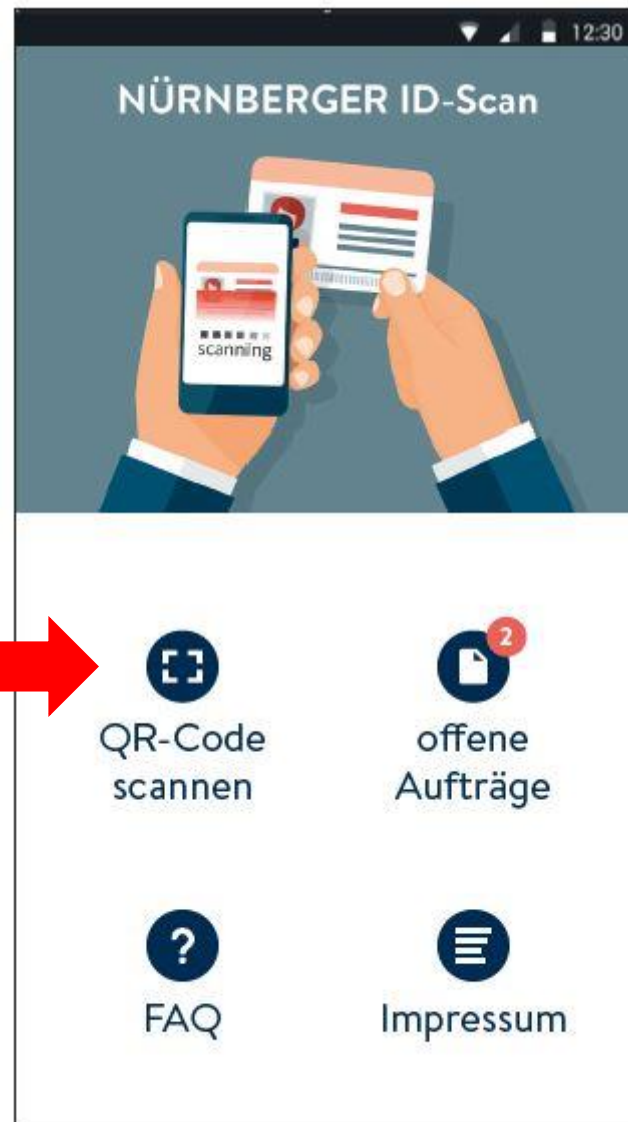 12:30
NÜRNBERGER ID-Scan
scanning
2
QR-Code
scannen
offene
Aufträge
?
FAQ
Impressum